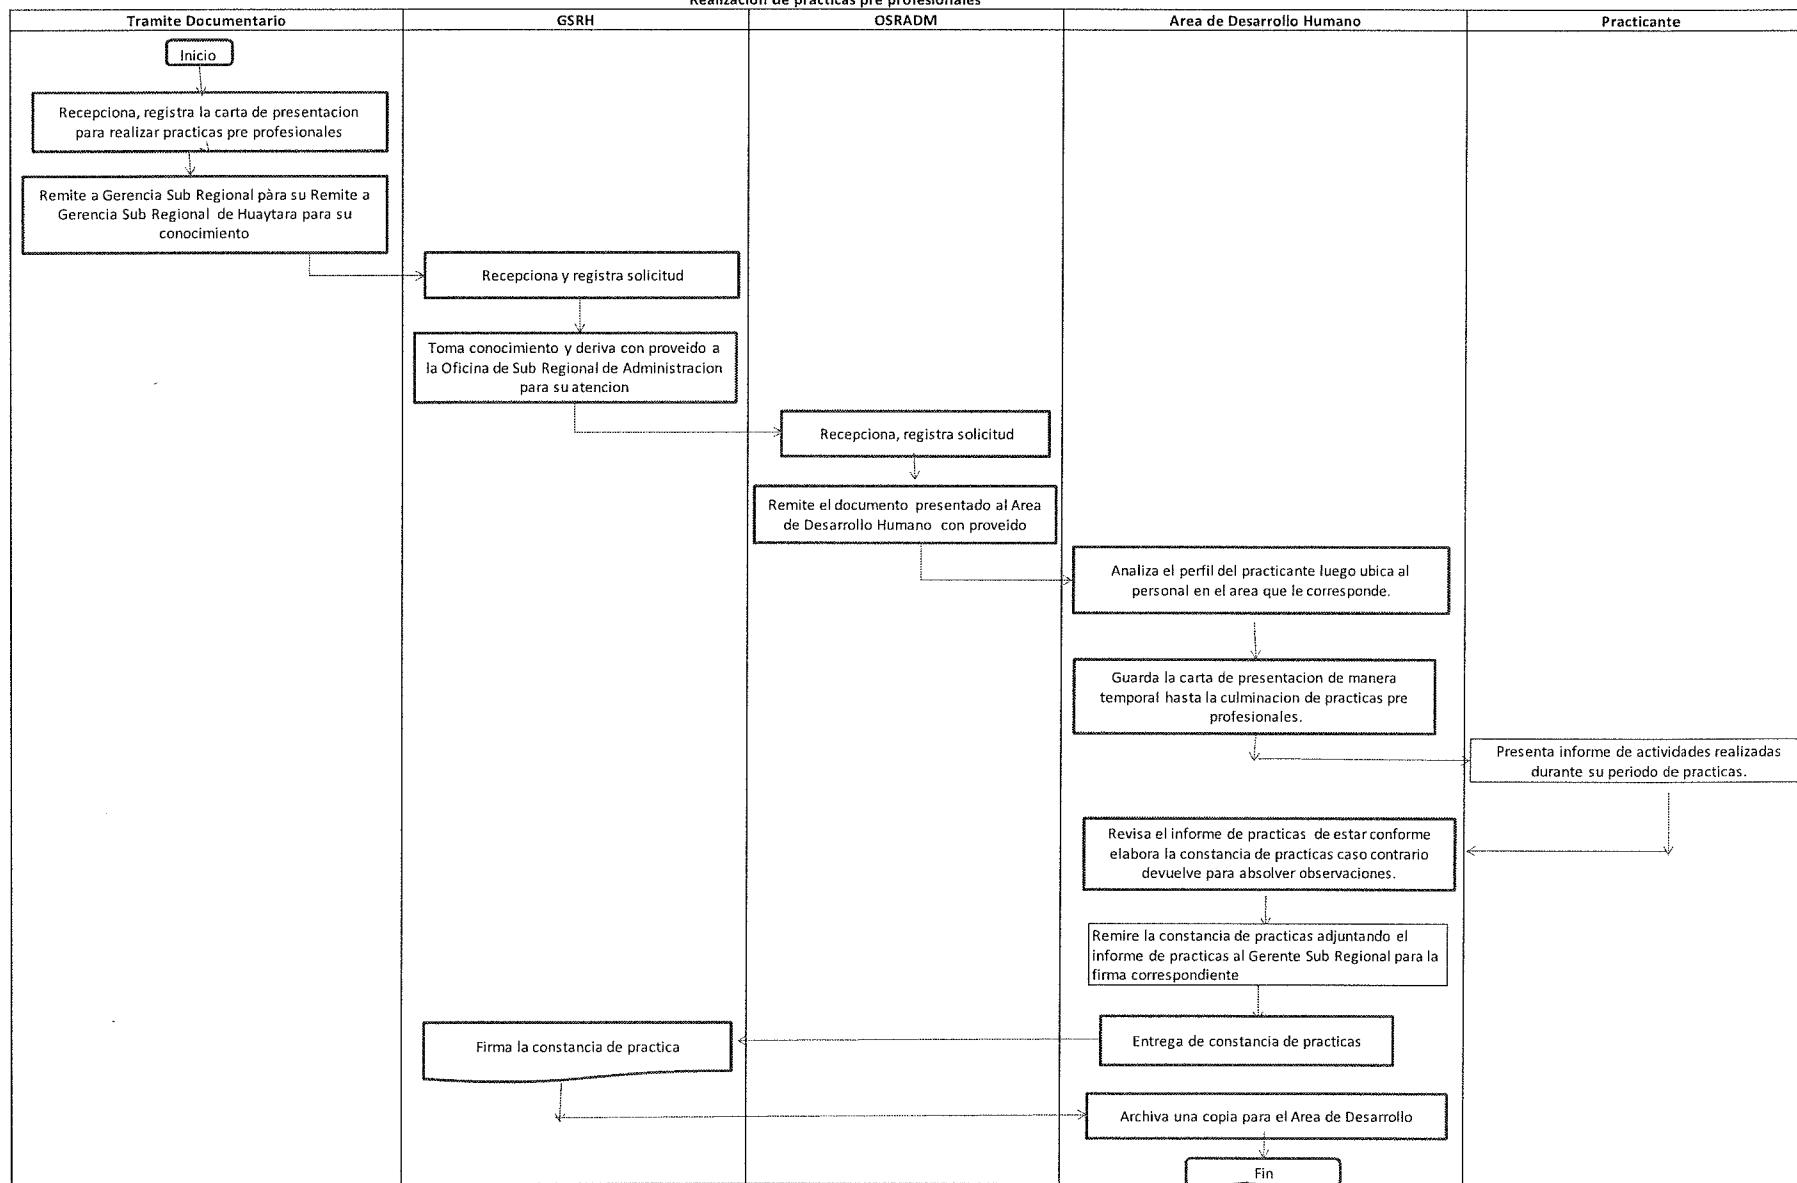 Realizacion de practicas pre profesionales
Tramite Documentario
GSRH
OSRADM
Area de Desarrollo Humano
Practicante
Inicio
Recepciona, registra la carta de presentacion
para realizar practicas pre profesionales
Remite a Gerencia Sub Regional pàra su Remite a
Gerencia Sub Regional de Huaytara para su
conocimiento
Recepciona y registra solicitud
Toma conocimiento y deriva con proveido a
la Oficina de Sub Regional de Administracion
para su atencion
Recepciona, registra solicitud
Remite el documento presentado al Area
de Desarrollo Humano con proveido
Analiza el perfil del practicante luego ubica al
personal en el area que le corresponde.
Guarda la carta de presentacion de manera
temporal hasta la culminacion de practicas pre
profesionales.
Presenta informe de actividades realizadas
durante su periodo de practicas.
Revisa el informe de practicas de estar conforme
elabora la constancia de practicas caso contrario
devuelve para absolver observaciones.
Remire la constancia de practicas adjuntando el
informe de practicas al Gerente Sub Regional para la
firma correspondiente
Entrega de constancia de practicas
Firma la constancia de practica
Archiva una copia para el Area de Desarrollo
Fin